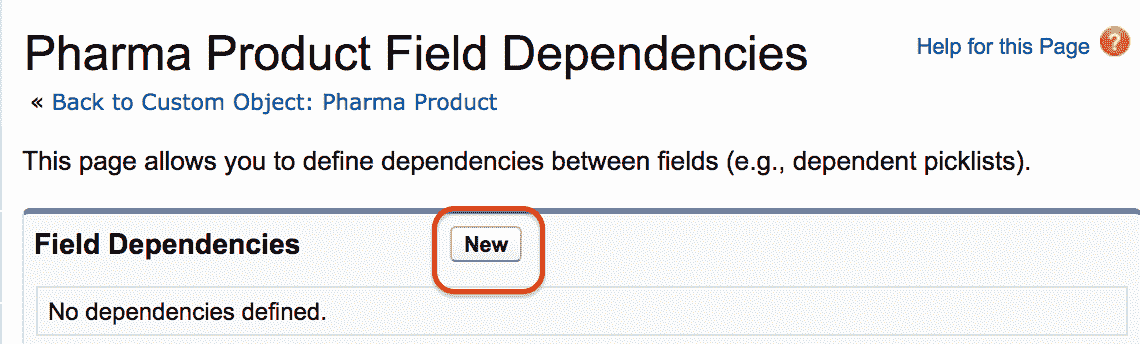 Pharma Product Field Dependencies
Help for this Page ?
« Back to Custom Object: Pharma Product
This page allows you to define dependencies between fields (e.g., dependent picklists).
Field Dependencies
New
No dependencies defined.